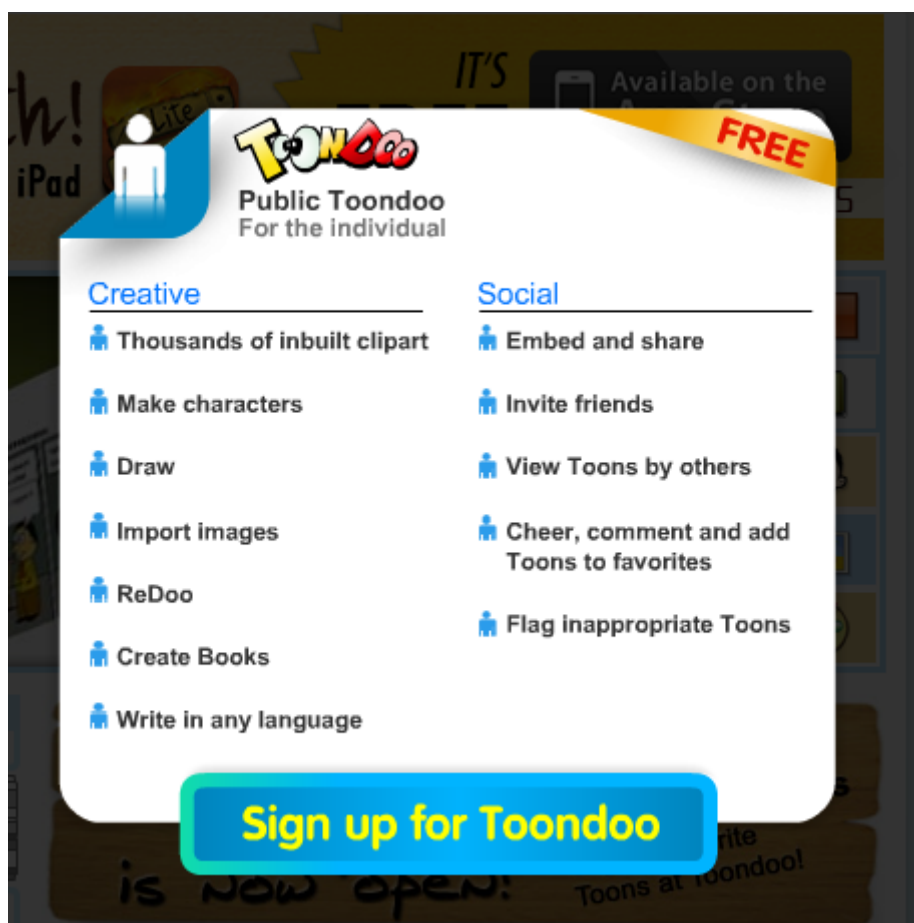 IT'S
Available on the
Lite
iPad
FREE
TOONDOO
Public Toondoo
For the individual
Creative
Thousands of inbuilt clipart
Make characters
Draw
Import images
ReDoo
Create Books
Write in any language
Social
Embed and share
Invite friends
View Toons by others
Cheer, comment and add
Toons to favorites
Flag inappropriate Toons
Sign up for Toondoo
is now open!
Toons at Toondoo!